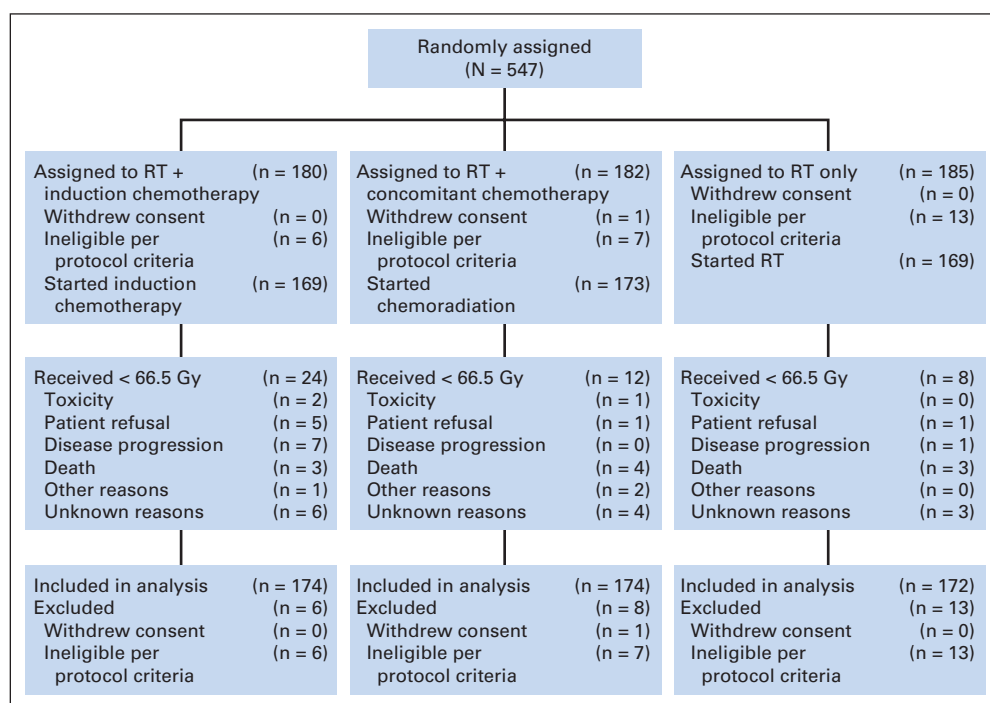 Randomly assigned
(N = 547)
Assigned to RT + (n = 180)
induction chemotherapy
Withdrew consent (n = 0)
Ineligible per (n = 6)
protocol criteria
Started induction (n = 169)
chemotherapy
Assigned to RT + (n = 182)
concomitant chemotherapy
Withdrew consent (n = 1)
Ineligible per (n = 7)
protocol criteria
Started (n = 173)
chemoradiation
Assigned to RT only (n = 185)
Withdrew consent (n = 0)
Ineligible per (n = 13)
protocol criteria
Started RT (n = 169)
Received < 66.5 Gy (n = 24)
Toxicity (n = 2)
Patient refusal (n = 5)
Disease progression (n = 7)
Death (n = 3)
Other reasons (n = 1)
Unknown reasons (n = 6)
Received < 66.5 Gy (n = 12)
Toxicity (n = 1)
Patient refusal (n = 1)
Disease progression (n = 0)
Death (n = 4)
Other reasons (n = 2)
Unknown reasons (n = 4)
Received < 66.5 Gy (n = 8)
Toxicity (n = 0)
Patient refusal (n = 1)
Disease progression (n = 1)
Death (n = 3)
Other reasons (n = 0)
Unknown reasons (n = 3)
Included in analysis (n = 174)
Excluded (n = 6)
Withdrew consent (n = 0)
Ineligible per (n = 6)
protocol criteria
Included in analysis (n = 174)
Excluded (n = 8)
Withdrew consent (n = 1)
Ineligible per (n = 7)
protocol criteria
Included in analysis (n = 172)
Excluded (n = 13)
Withdrew consent (n = 0)
Ineligible per (n = 13)
protocol criteria